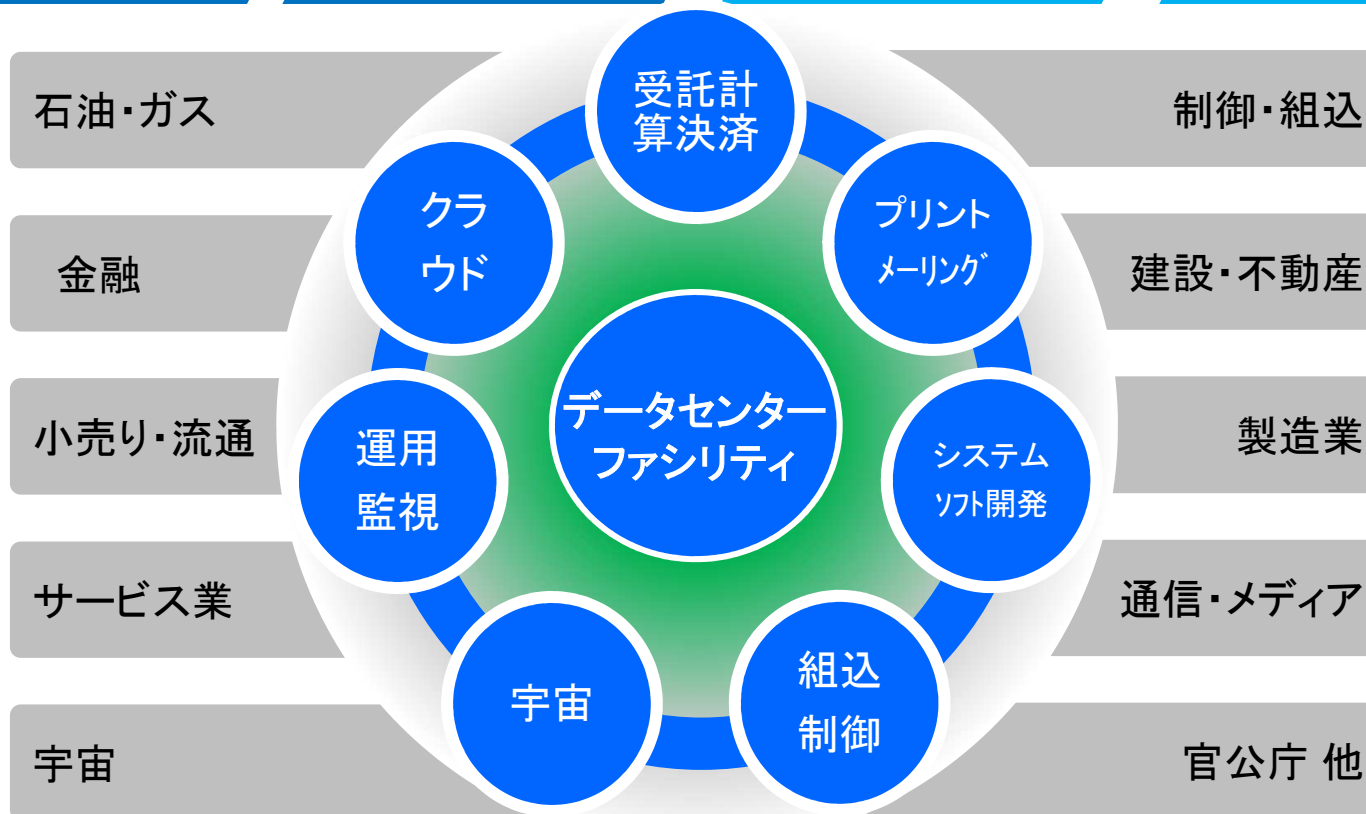 石油・ガス
金融
小売り・流通
サービス業
宇宙
受託計
算決済
クラ
ウド
プリント
ﾒｰﾘﾝｸﾞ
データセンター
ファシリティ
運用
監視
システム
ｿﾌﾄ開発
宇宙
組込
制御
制御・組込
建設・不動産
製造業
通信・メディア
官公庁 他